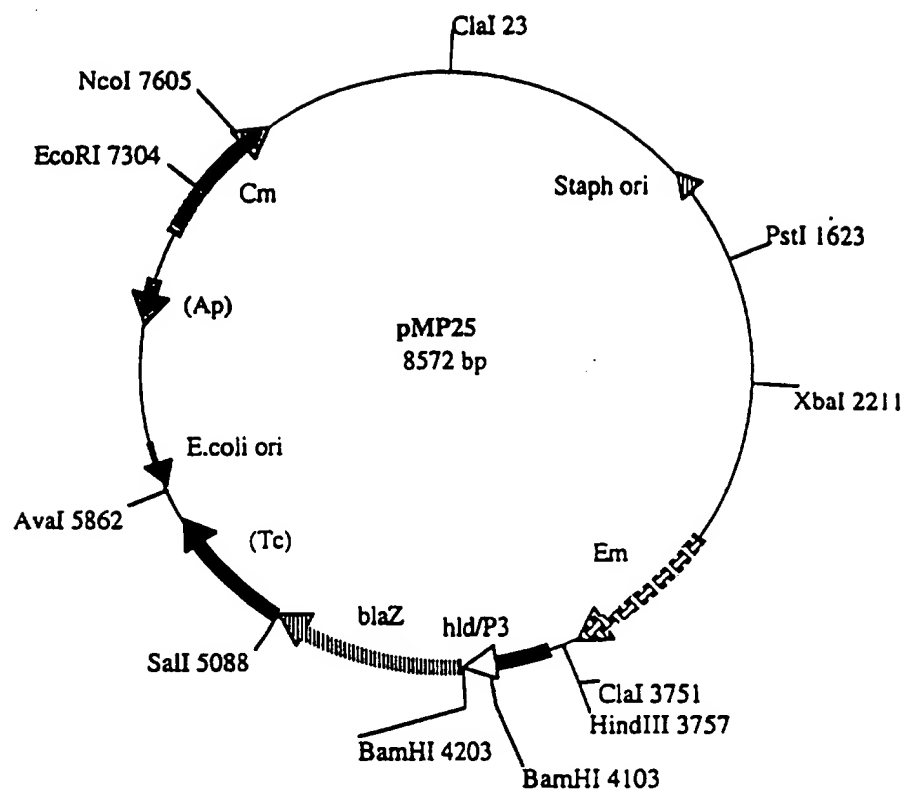 ClaI 23
NcoI 7605
EcoRI 7304
Cm
Staph ori
PstI 1623
(Ap)
pMP25
8572 bp
XbaI 2211
E.coli ori
AvaI 5862
(Tc)
Em
blaZ
hld/P3
SalI 5088
ClaI 3751
HindIII 3757
BamHI 4203
BamHI 4103